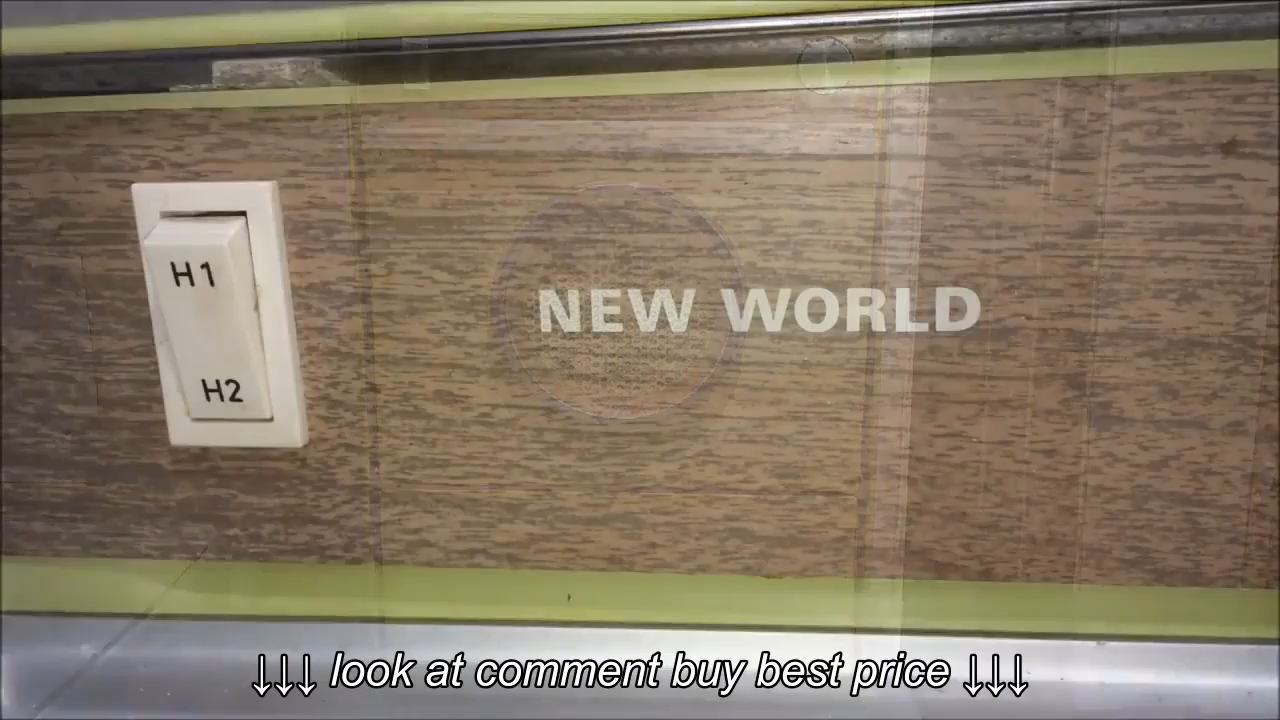 H1
NEW WORLD
H2
↓↓↓ look at comment buy best price ↓↓↓